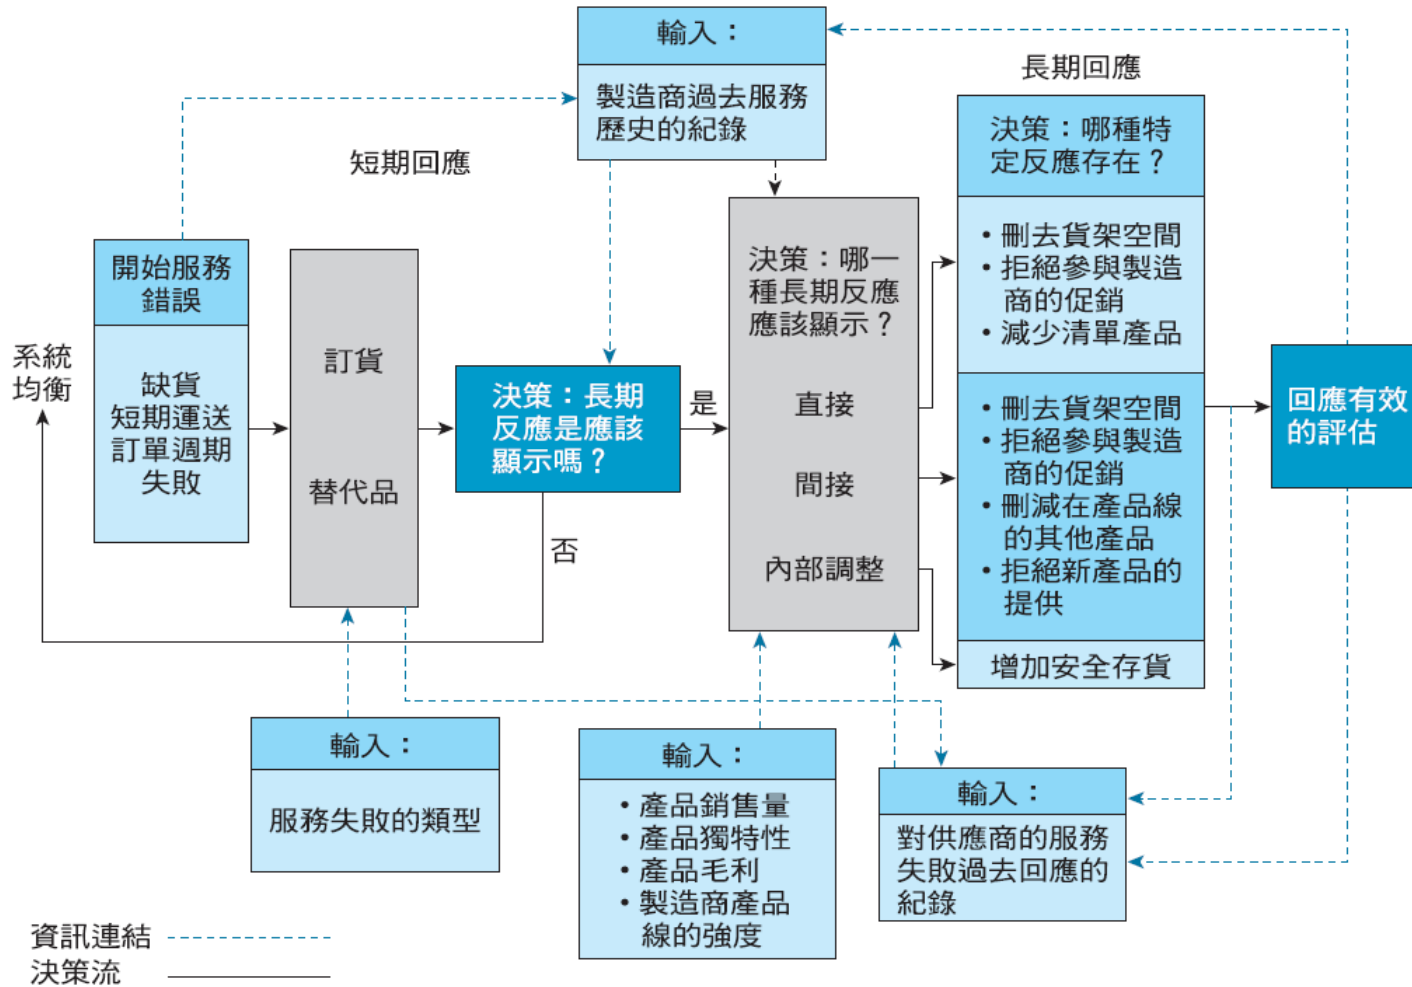 輸入：
製造商過去服務
歷史的紀錄
長期回應
短期回應
決策：哪種特
定反應存在？
• 刪去貨架空間
• 拒絕參與製造
商的促銷
• 減少清單產品
開始服務
錯誤
缺貨
短期運送
訂單週期
失敗
系統
均衡
訂貨
替代品
決策：長期
反應是應該
顯示嗎？
是
否
決策：哪一
種長期反應
應該顯示？
直接
間接
內部調整
• 刪去貨架空間
• 拒絕參與製造
商的促銷
• 刪減在產品線
的其他產品
• 拒絕新產品的
提供
增加安全存貨
回應有效
的評估
輸入：
服務失敗的類型
輸入：
• 產品銷售量
• 產品獨特性
• 產品毛利
• 製造商產品
線的強度
輸入：
對供應商的服務
失敗過去回應的
紀錄
資訊連結
決策流